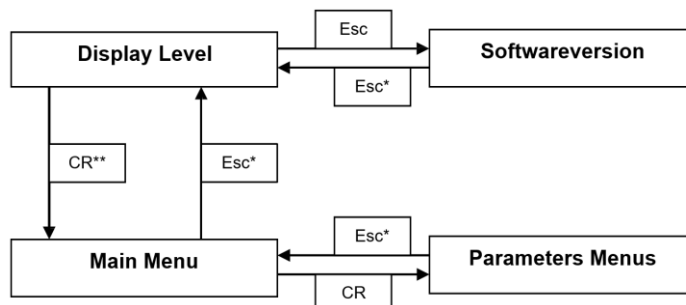 Esc
Display Level
Softwareversion
Esc*
CR**
Esc*
Esc*
Main Menu
Parameters Menus
CR